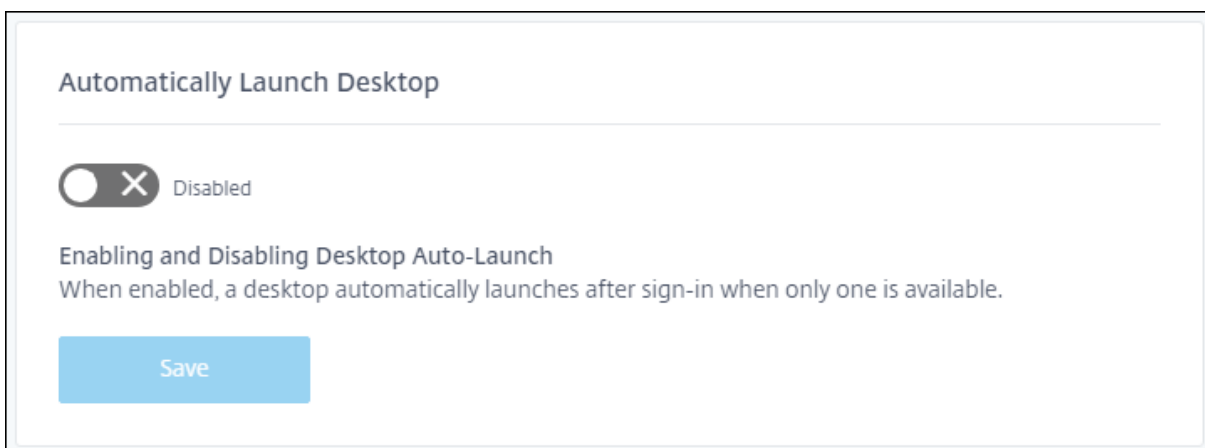 Automatically Launch Desktop
Disabled
Enabling and Disabling Desktop Auto-Launch
When enabled, a desktop automatically launches after sign-in when only one is available.
Save